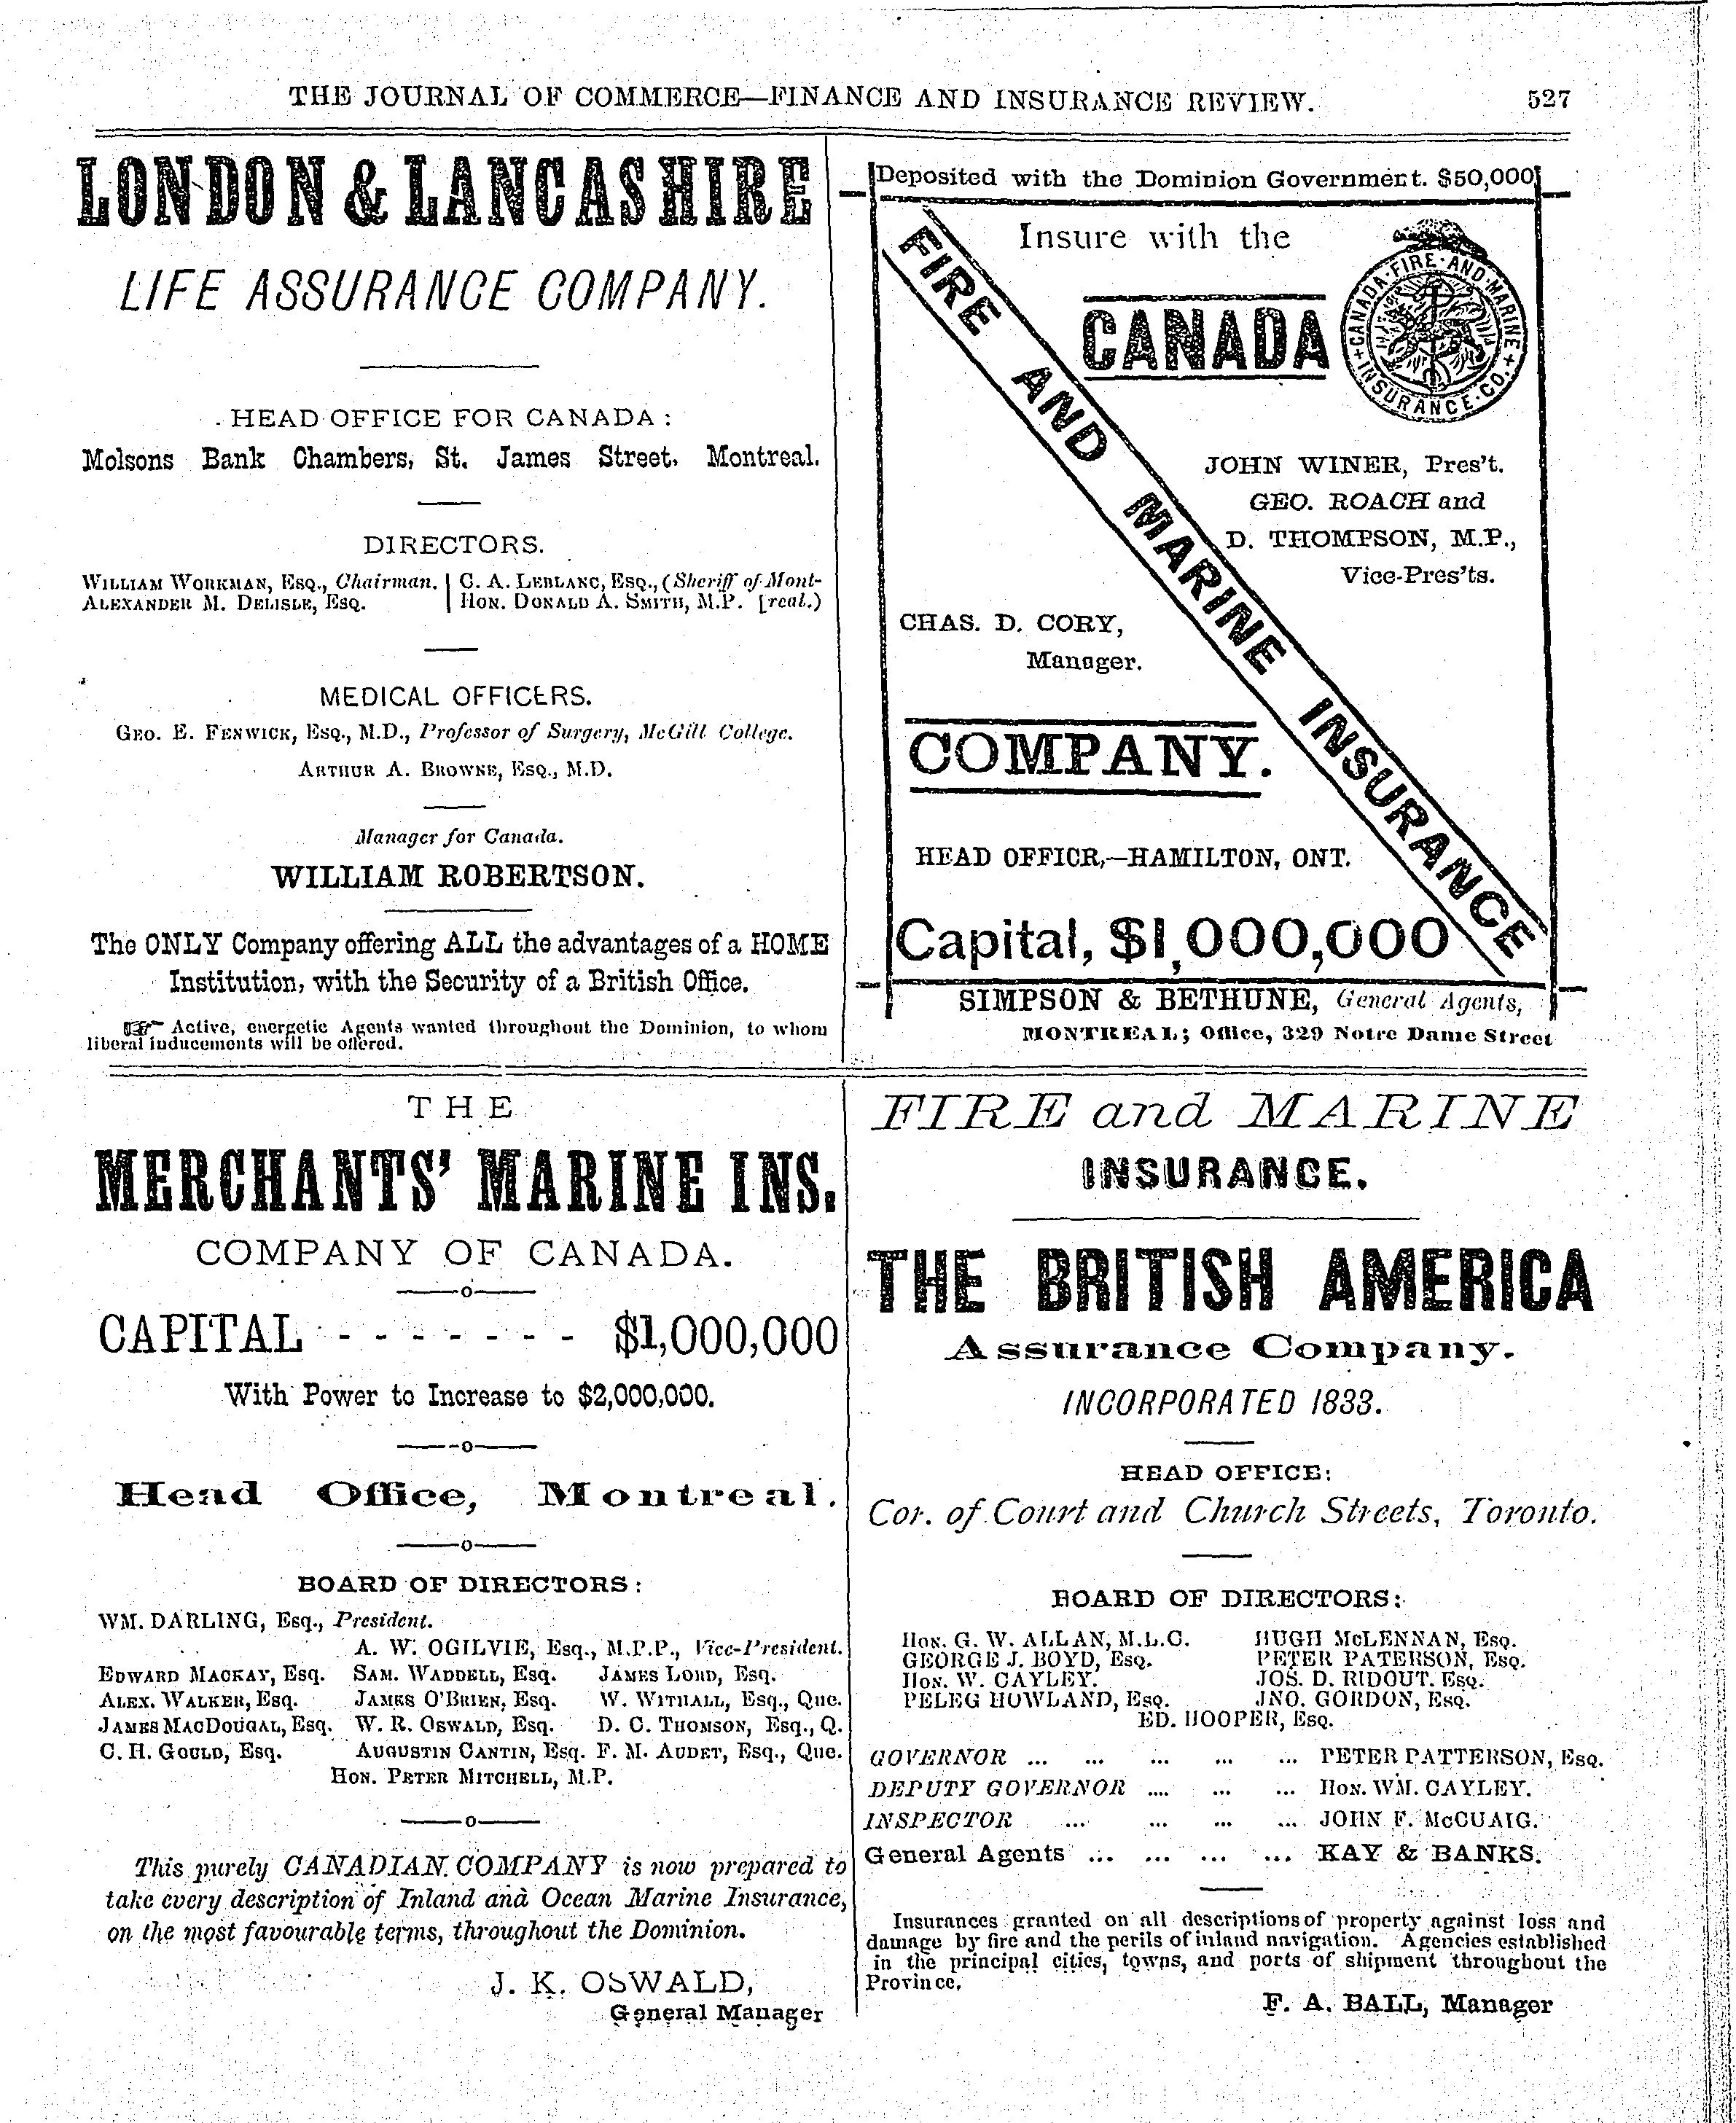 THE JOURNAL OF COMMERCE—FINANCE AND INSURANCE REVIEW. 527
LONDON & LANCASHIRE
LIFE ASSURANCE COMPANY.
HEAD OFFICE FOR CANADA:
Molsons Bank Chambers, St. James Street, Montreal.
DIRECTORS.
WILLIAM WORKMAN, ESQ., Chairman. | C. A. LEBLANC, ESQ., (Sheriff of Mont-
ALEXANDER M. DELISLE, ESQ. | HON. DONALD A. SMITH, M.P. [real.)
MEDICAL OFFICERS.
GEO. E. FENWICK, ESQ., M.D., Professor of Surgery, McGill College.
ARTHUR A. BROWNE, ESQ., M.D.
Manager for Canada.
WILLIAM ROBERTSON.
The ONLY Company offering ALL the advantages of a HOME
Institution, with the Security of a British Office.
☞ Active, energetic Agents wanted throughout the Dominion, to whom
liberal inducements will be offered.
Deposited with the Dominion Government. $50,000
Insure with the
CANADA
CANADA·FIRE·AND·MARINE
+INSURANCE·CO.+
FIRE AND MARINE INSURANCE
JOHN WINER, Pres't.
GEO. ROACH and
D. THOMPSON, M.P.,
Vice-Pres'ts.
CHAS. D. CORY,
Manager.
COMPANY.
HEAD OFFICE,—HAMILTON, ONT.
Capital, $1,000,000
SIMPSON & BETHUNE, General Agents,
MONTREAL; Office, 329 Notre Dame Street
THE
MERCHANTS' MARINE INS.
COMPANY OF CANADA.
CAPITAL - - - - - - - $1,000,000
With Power to Increase to $2,000,000.
Head Office, Montreal.
BOARD OF DIRECTORS:
WM. DARLING, Esq., President.
A. W. OGILVIE, Esq., M.P.P., Vice-President.
EDWARD MACKAY, Esq. SAM. WADDELL, Esq. JAMES LORD, Esq.
ALEX. WALKER, Esq. JAMES O'BRIEN, Esq. W. WITHALL, Esq., Que.
JAMES MACDOUGAL, Esq. W. R. OSWALD, Esq. D. C. THOMSON, Esq., Q.
C. H. GOULD, Esq. AUGUSTIN CANTIN, Esq. F. M. AUDET, Esq., Que.
HON. PETER MITCHELL, M.P.
This purely CANADIAN COMPANY is now prepared to
take every description of Inland and Ocean Marine Insurance,
on the most favourable terms, throughout the Dominion.
J. K. OSWALD,
General Manager
FIRE and MARINE
INSURANCE.
THE BRITISH AMERICA
Assurance Company.
INCORPORATED 1833.
HEAD OFFICE:
Cor. of Court and Church Streets, Toronto.
BOARD OF DIRECTORS:
HON. G. W. ALLAN, M.L.C. HUGH McLENNAN, ESQ.
GEORGE J. BOYD, ESQ. PETER PATERSON, ESQ.
HON. W. CAYLEY. JOS. D. RIDOUT. ESQ.
PELEG HOWLAND, ESQ. JNO. GORDON, ESQ.
ED. HOOPER, ESQ.
GOVERNOR ... ... ... ... ... PETER PATTERSON, ESQ.
DEPUTY GOVERNOR .... ... ... HON. WM. CAYLEY.
INSPECTOR ... ... ... ... JOHN F. McCUAIG.
General Agents ... ... ... ... KAY & BANKS.
Insurances granted on all descriptions of property against loss and
damage by fire and the perils of inland navigation. Agencies established
in the principal cities, towns, and ports of shipment throughout the
Province.
F. A. BALL, Manager